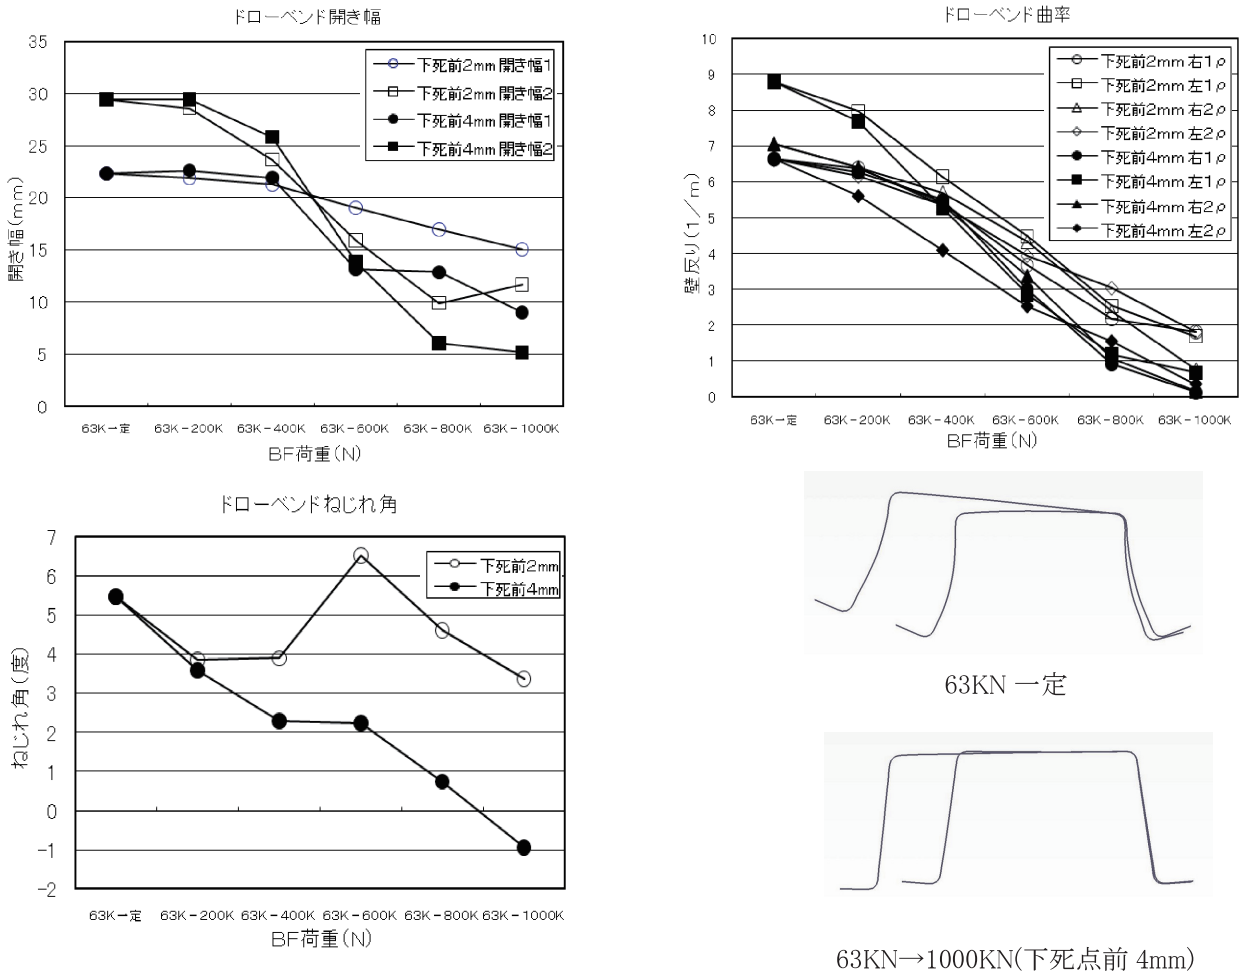 ドローベンド開き幅
35
30
25
20
15
10
5
0
開き幅(mm)
下死前2mm 開き幅1
下死前2mm 開き幅2
下死前4mm 開き幅1
下死前4mm 開き幅2
63K一定 63K-200K 63K-400K 63K-600K 63K-800K 63K-1000K
BF荷重(N)
ドローベンド曲率
10
9
8
7
6
5
4
3
2
1
0
壁反り(1/m)
下死前2mm 右1ρ
下死前2mm 左1ρ
下死前2mm 右2ρ
下死前2mm 左2ρ
下死前4mm 右1ρ
下死前4mm 左1ρ
下死前4mm 右2ρ
下死前4mm 左2ρ
63K一定 63K-200K 63K-400K 63K-600K 63K-800K 63K-1000K
BF荷重(N)
ドローベンドねじれ角
7
6
5
4
3
2
1
0
-1
-2
ねじれ角(度)
下死前2mm
下死前4mm
63K一定 63K-200K 63K-400K 63K-600K 63K-800K 63K-1000K
BF荷重(N)
63KN 一定
63KN→1000KN(下死点前 4mm)